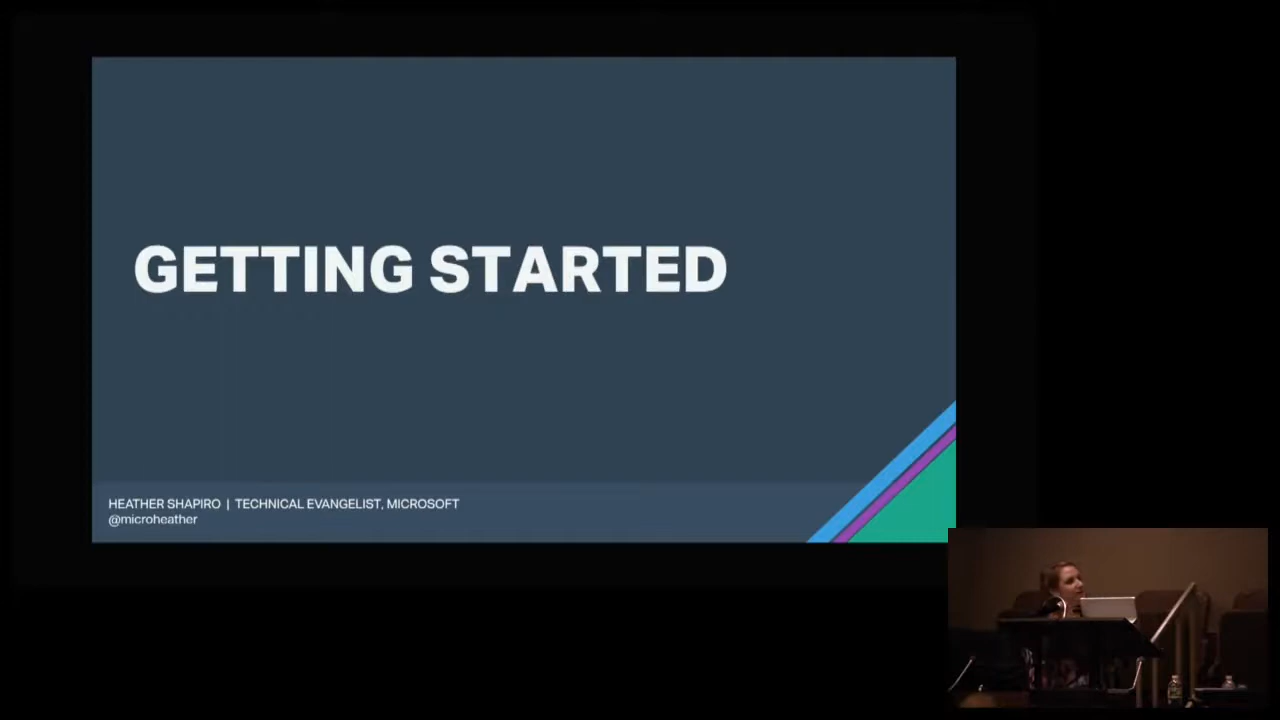 GETTING STARTED
HEATHER SHAPIRO | TECHNICAL EVANGELIST, MICROSOFT
@microheather